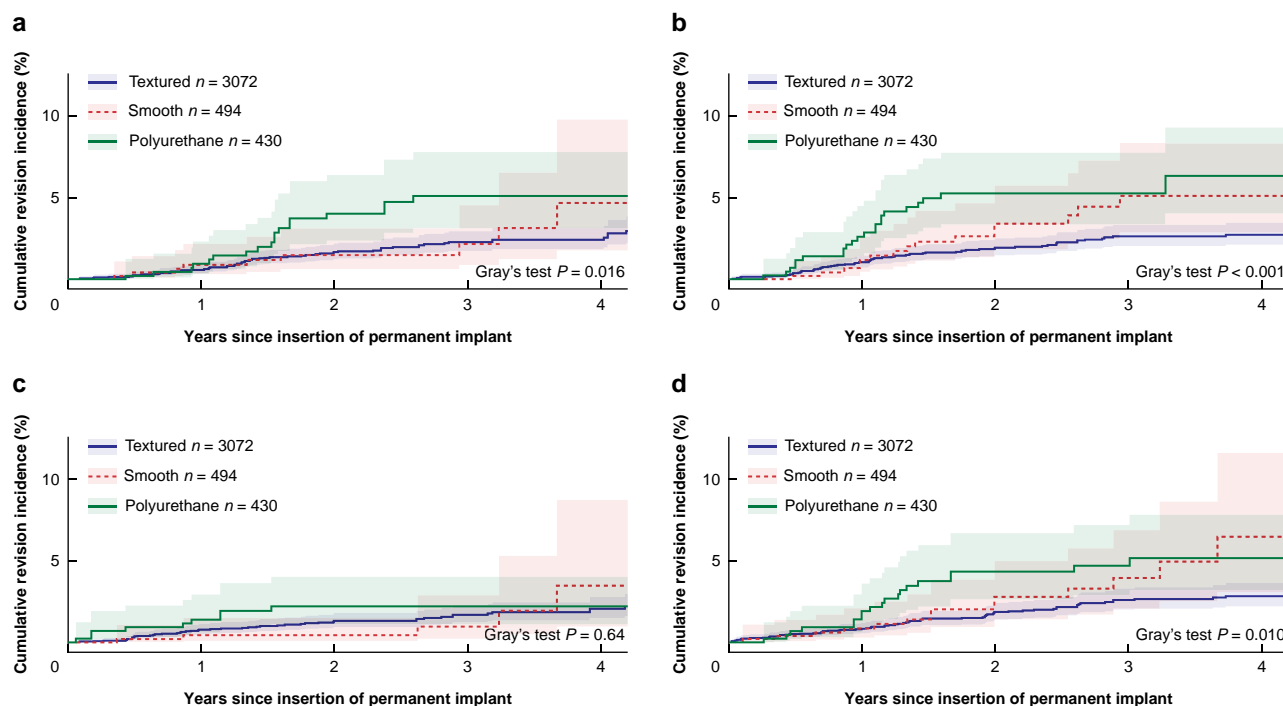 a
Cumulative revision incidence (%)
10
5
0
Textured n = 3072
Smooth n = 494
Polyurethane n = 430
Gray's test P = 0.016
1
2
3
4
Years since insertion of permanent implant
b
Cumulative revision incidence (%)
10
5
0
Textured n = 3072
Smooth n = 494
Polyurethane n = 430
Gray's test P < 0.001
1
2
3
4
Years since insertion of permanent implant
c
Cumulative revision incidence (%)
10
5
0
Textured n = 3072
Smooth n = 494
Polyurethane n = 430
Gray's test P = 0.64
1
2
3
4
Years since insertion of permanent implant
d
Cumulative revision incidence (%)
10
5
0
Textured n = 3072
Smooth n = 494
Polyurethane n = 430
Gray's test P = 0.010
1
2
3
4
Years since insertion of permanent implant